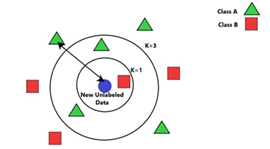 Class A
Class B
K=3
K=1
New Unlabeled
Data